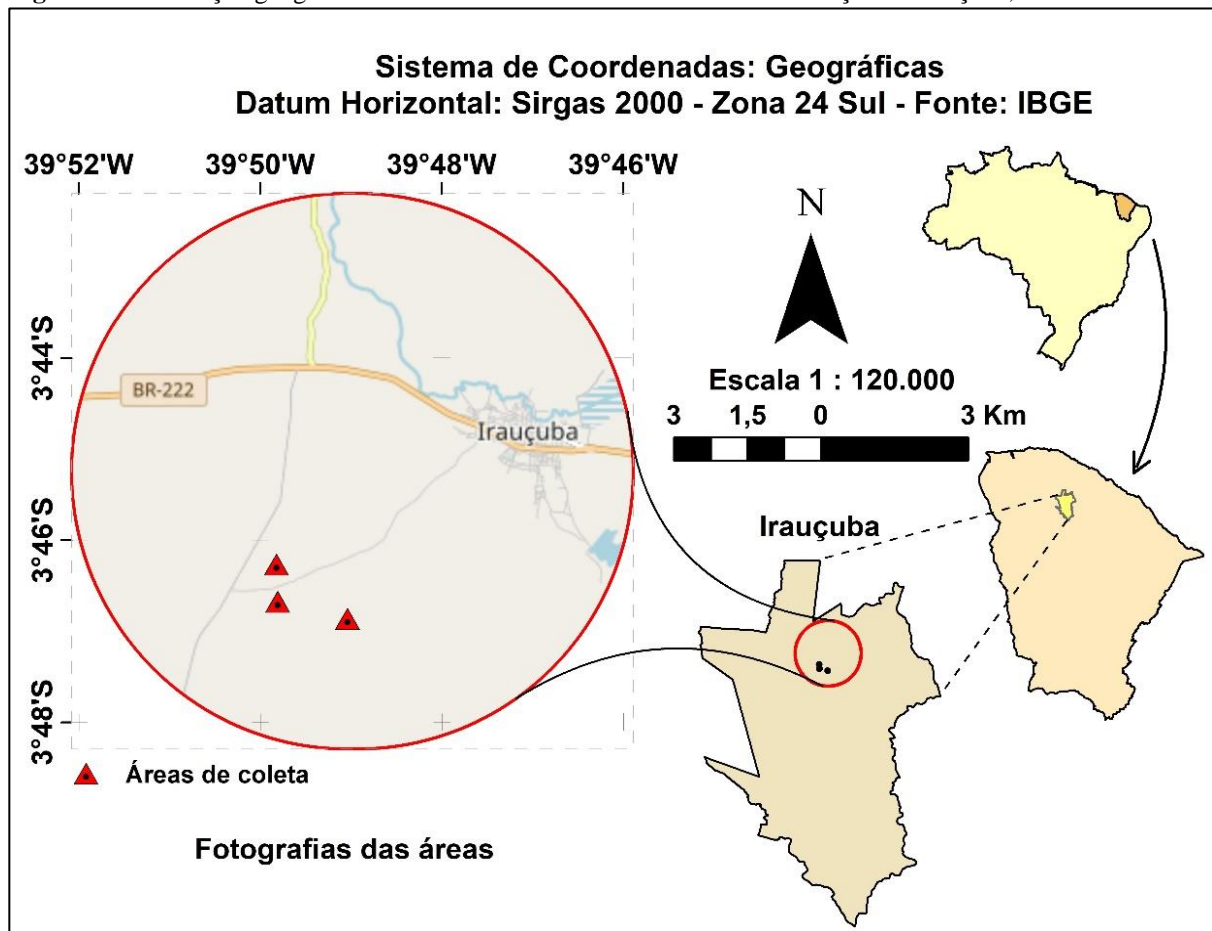 Sistema de Coordenadas: Geográficas
Datum Horizontal: Sirgas 2000 - Zona 24 Sul - Fonte: IBGE
39°52'W 39°50'W 39°48'W 39°46'W
N
3°44'S
Escala 1 : 120.000
BR-222
3 1,5 0 3 Km
Irauçuba
3°46'S
Irauçuba
3°48'S
Áreas de coleta
Fotografias das áreas